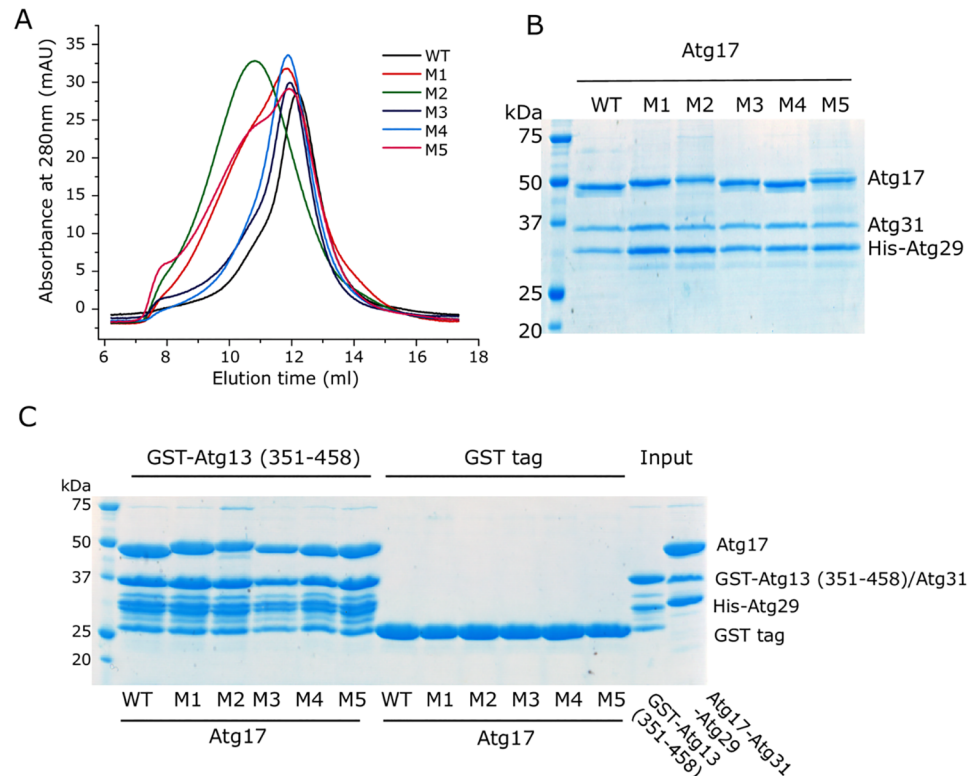 A
Absorbance at 280nm (mAU)
35
30
25
20
15
10
5
0
6 8 10 12 14 16 18
Elution time (ml)
WT
M1
M2
M3
M4
M5
B
Atg17
WT M1 M2 M3 M4 M5
kDa
75
50
37
25
20
Atg17
Atg31
His-Atg29
C
GST-Atg13 (351-458) GST tag Input
kDa
75
50
37
25
20
Atg17
GST-Atg13 (351-458)/Atg31
His-Atg29
GST tag
WT M1 M2 M3 M4 M5 WT M1 M2 M3 M4 M5
Atg17 Atg17
GST-Atg13
(351-458)
Atg17-Atg31
-Atg29